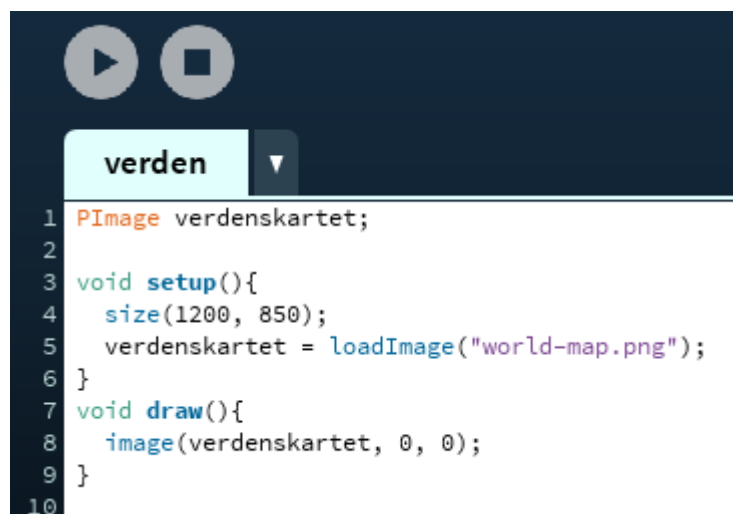 verden ▼
1 PImage verdenskartet;
2
3 void setup(){
4   size(1200, 850);
5   verdenskartet = loadImage("world-map.png");
6 }
7 void draw(){
8   image(verdenskartet, 0, 0);
9 }
10